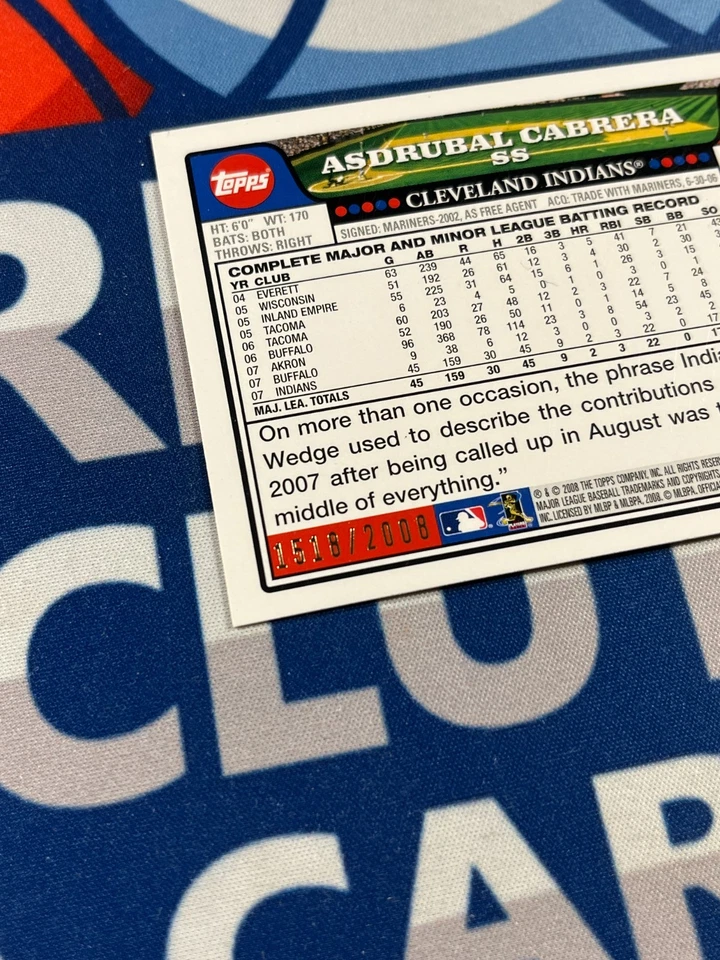 topps
ASDRUBAL CABRERA
SS
CLEVELAND INDIANS®
HT: 6'0" WT: 170
BATS: BOTH
THROWS: RIGHT
SIGNED: MARINERS-2002, AS FREE AGENT ACQ: TRADE WITH MARINERS, 6-30-06
COMPLETE MAJOR AND MINOR LEAGUE BATTING RECORD
YR CLUB G AB R H 2B 3B HR RBI SB BB SO
04 EVERETT 63 239 44 65 16 3 5 41 7 21 43
05 WISCONSIN 51 192 26 61 12 3 4 30 2 30
05 INLAND EMPIRE 55 225 31 64 15 6 1 26 3 15
05 TACOMA 6 23 4 5 1 0 0 3 0 1
06 TACOMA 60 203 27 48 12 2 3 22 7 24
06 BUFFALO 52 190 26 50 11 0 1 14 5 8
07 AKRON 96 368 78 114 23 3 8 54 23 45
07 BUFFALO 9 38 6 12 3 0 0 3 0 2
07 INDIANS 45 159 30 45 9 2 3 22 0 17
MAJ. LEA. TOTALS 45 159 30 45 9 2 3 22 0 1
On more than one occasion, the phrase India
Wedge used to describe the contributions
2007 after being called up in August was t
middle of everything."
1518/2008
® & © 2008 THE TOPPS COMPANY, INC. ALL RIGHTS RESER
MAJOR LEAGUE BASEBALL TRADEMARKS AND COPYRIGH
INC. LICENSED BY MLBP & MLBPA, 2008. © MLBPA, OFFICIA
RI
CLUT
CAR